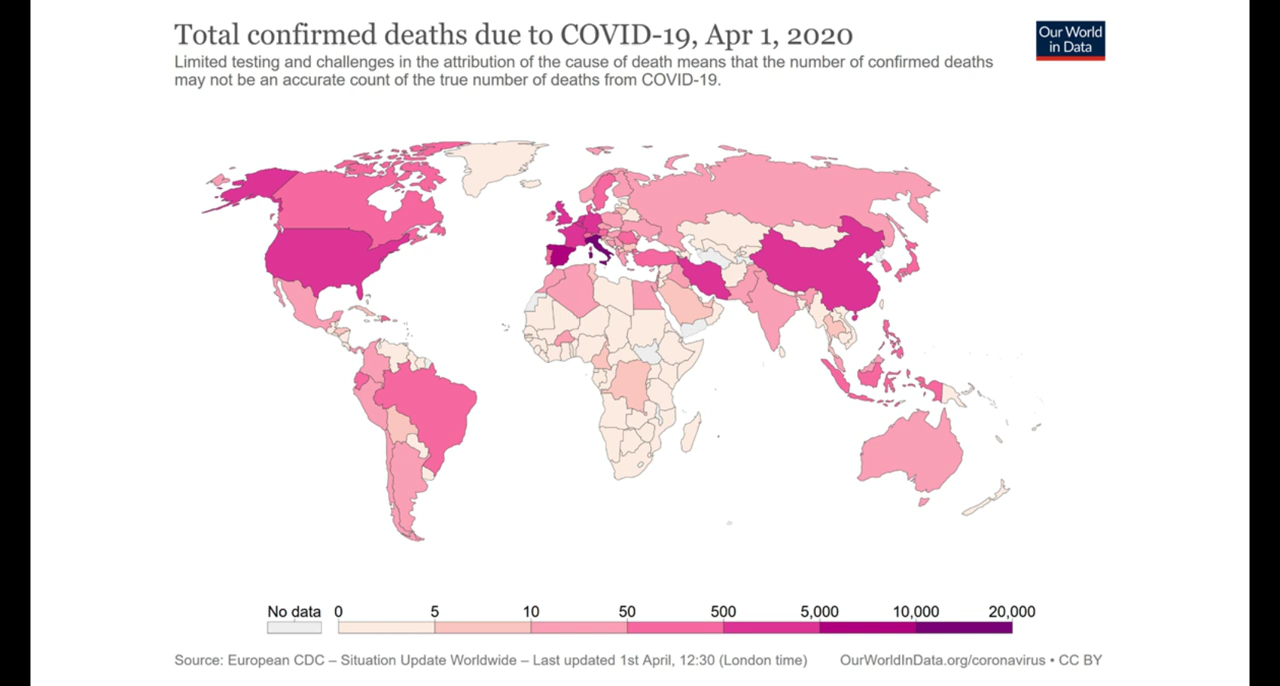 Total confirmed deaths due to COVID-19, Apr 1, 2020
Our World
in Data
Limited testing and challenges in the attribution of the cause of death means that the number of confirmed deaths
may not be an accurate count of the true number of deaths from COVID-19.
No data 0 5 10 50 500 5,000 10,000 20,000
Source: European CDC – Situation Update Worldwide – Last updated 1st April, 12:30 (London time) OurWorldInData.org/coronavirus • CC BY